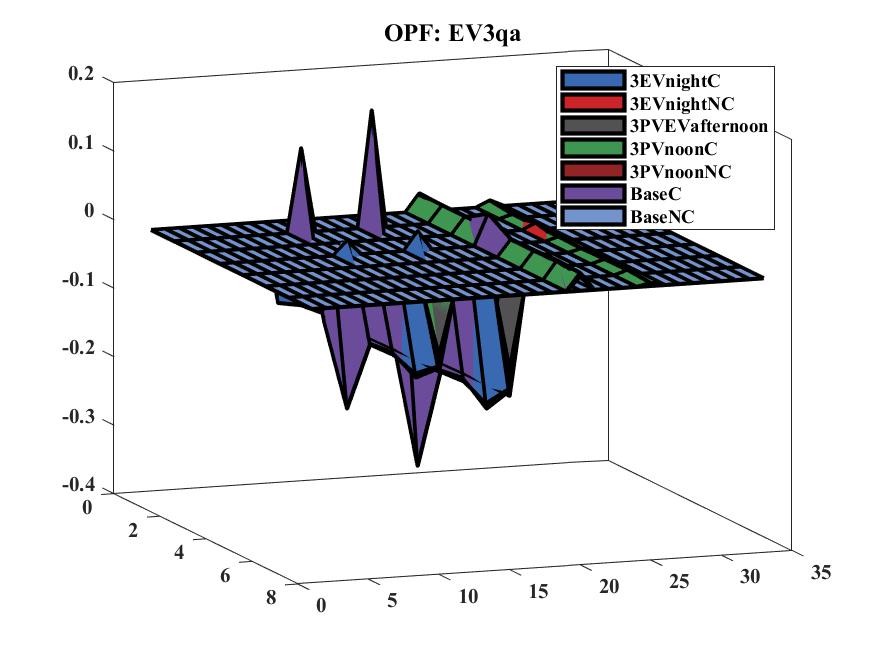 OPF: EV3qa
3EVnightC
3EVnightNC
3PVEVafternoon
3PVnoonC
3PVnoonNC
BaseC
BaseNC
0.2
0.1
0
-0.1
-0.2
-0.3
-0.4
0
2
4
6
8
0
5
10
15
20
25
30
35